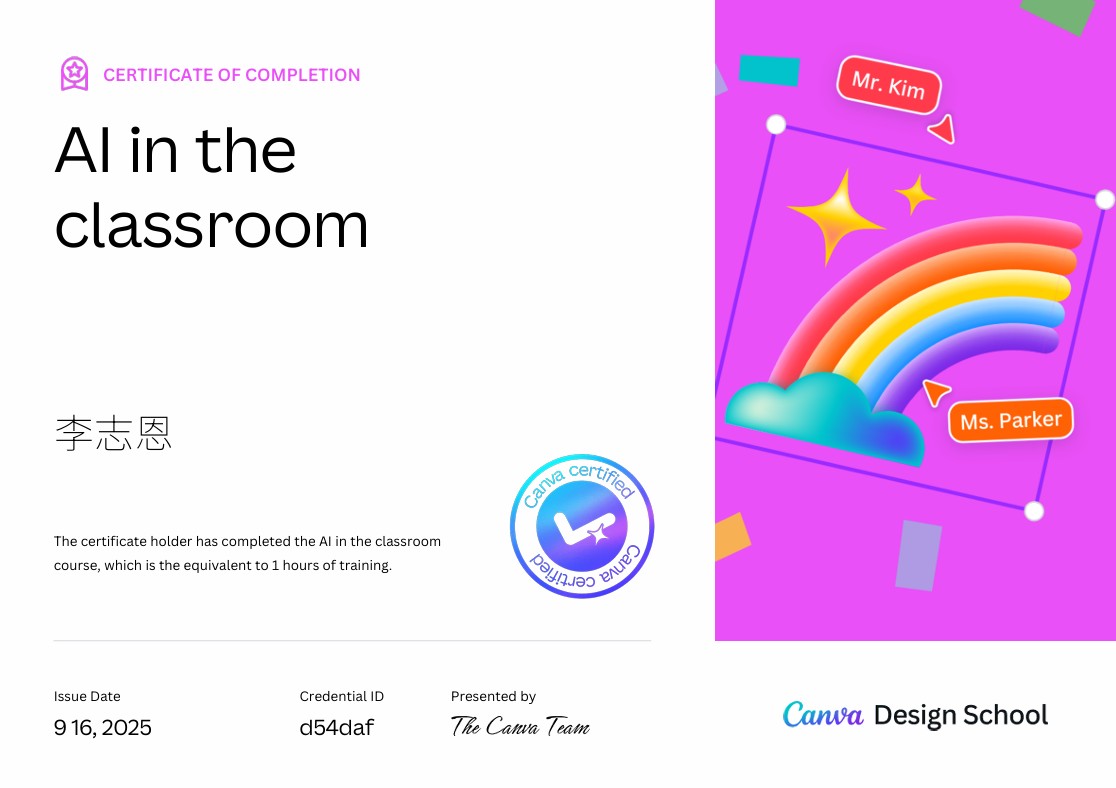 CERTIFICATE OF COMPLETION
AI in the
classroom
李志恩
The certificate holder has completed the AI in the classroom
course, which is the equivalent to 1 hours of training.
Canva certified
Canva certified
Issue Date
9 16, 2025
Credential ID
d54daf
Presented by
The Canva Team
Mr. Kim
Ms. Parker
Canva Design School